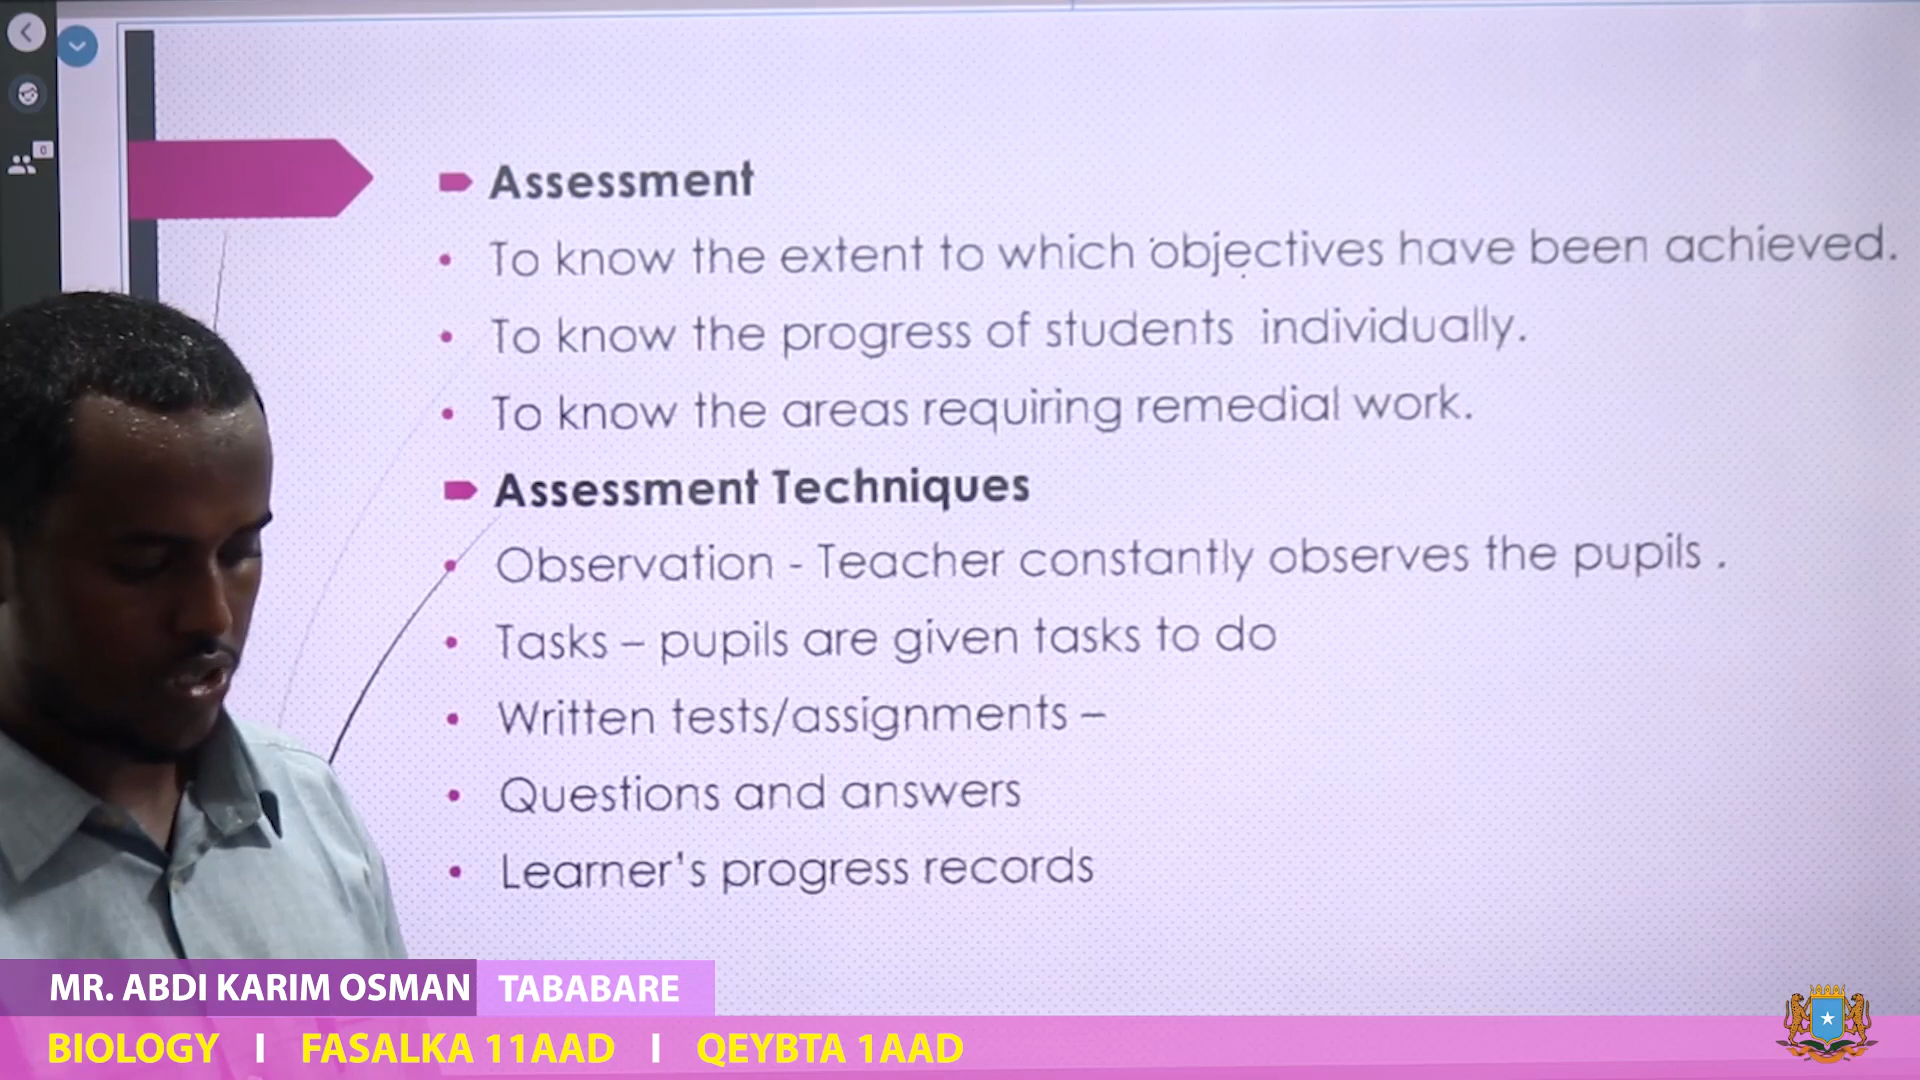 0
Assessment
To know the extent to which objectives have been achieved.
To know the progress of students individually.
To know the areas requiring remedial work.
Assessment Techniques
Observation - Teacher constantly observes the pupils .
Tasks – pupils are given tasks to do
Written tests/assignments –
Questions and answers
Learner's progress records
MR. ABDI KARIM OSMAN TABABARE
BIOLOGY I FASALKA 11AAD I QEYBTA 1AAD